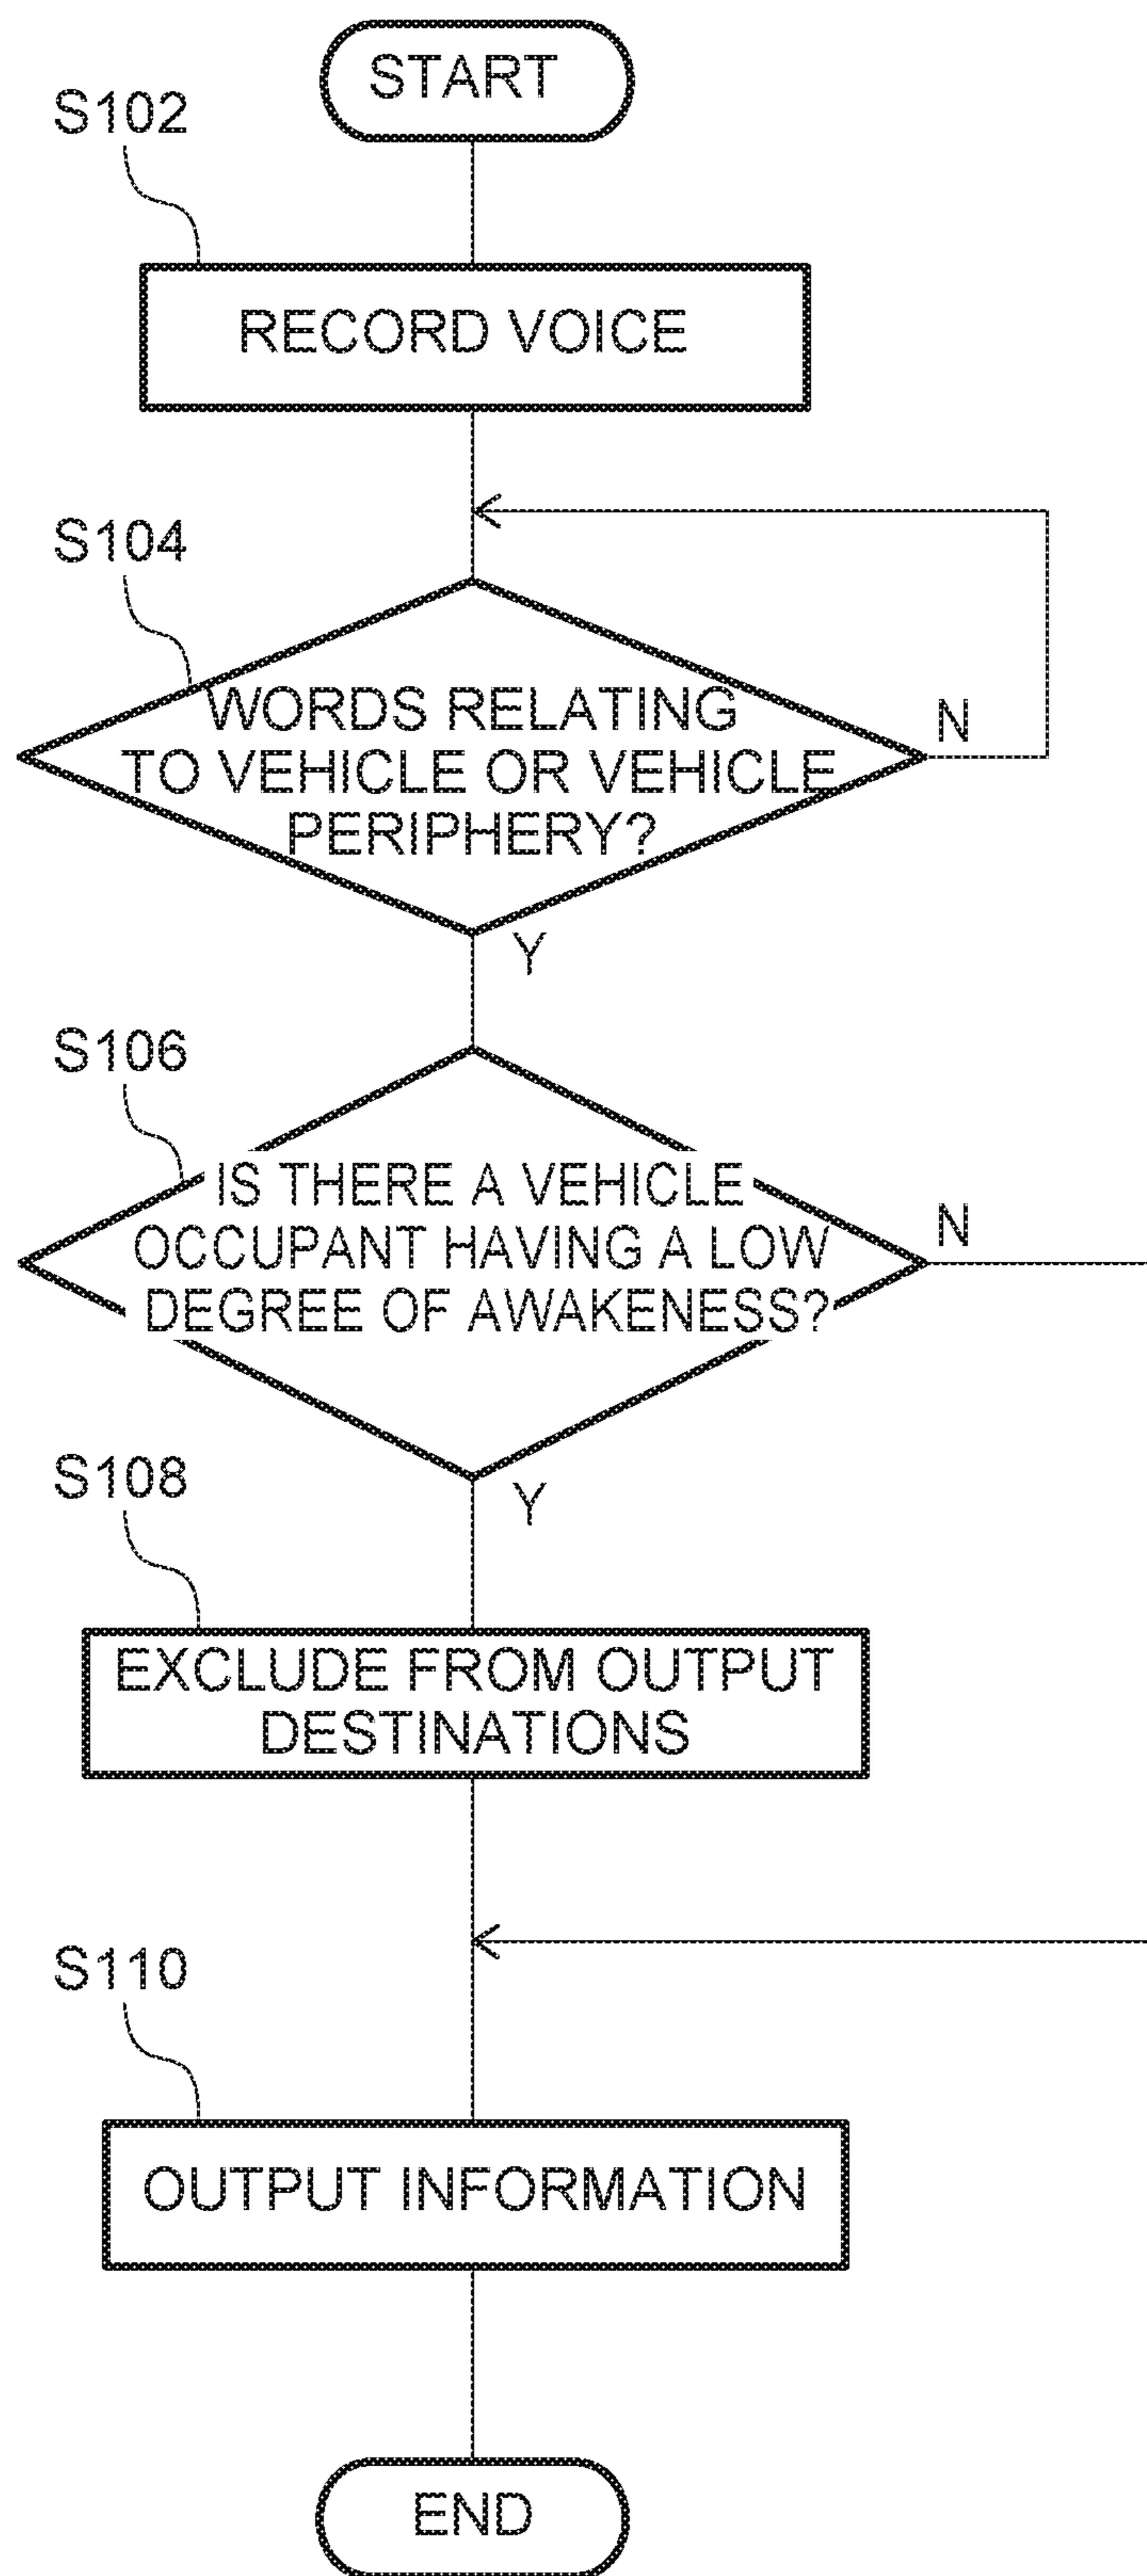 START
S102
RECORD VOICE
S104
WORDS RELATING
TO VEHICLE OR VEHICLE
PERIPHERY?
N
Y
S106
IS THERE A VEHICLE
OCCUPANT HAVING A LOW
DEGREE OF AWAKENESS?
N
Y
S108
EXCLUDE FROM OUTPUT
DESTINATIONS
S110
OUTPUT INFORMATION
END